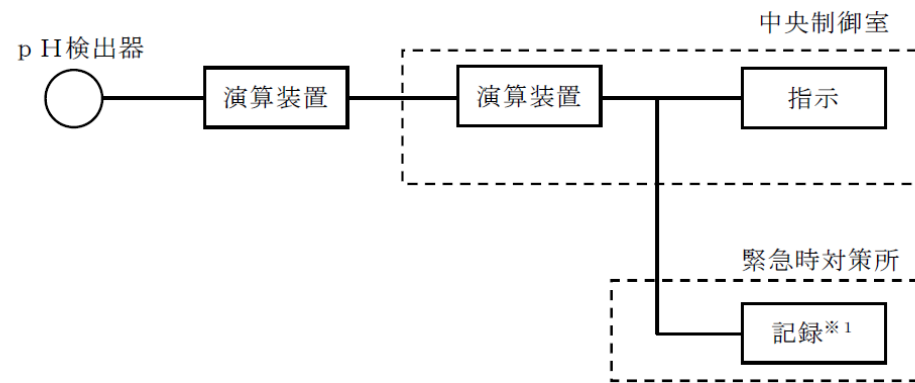 中央制御室
ｐＨ検出器
演算装置
演算装置
指示
緊急時対策所
記録※１